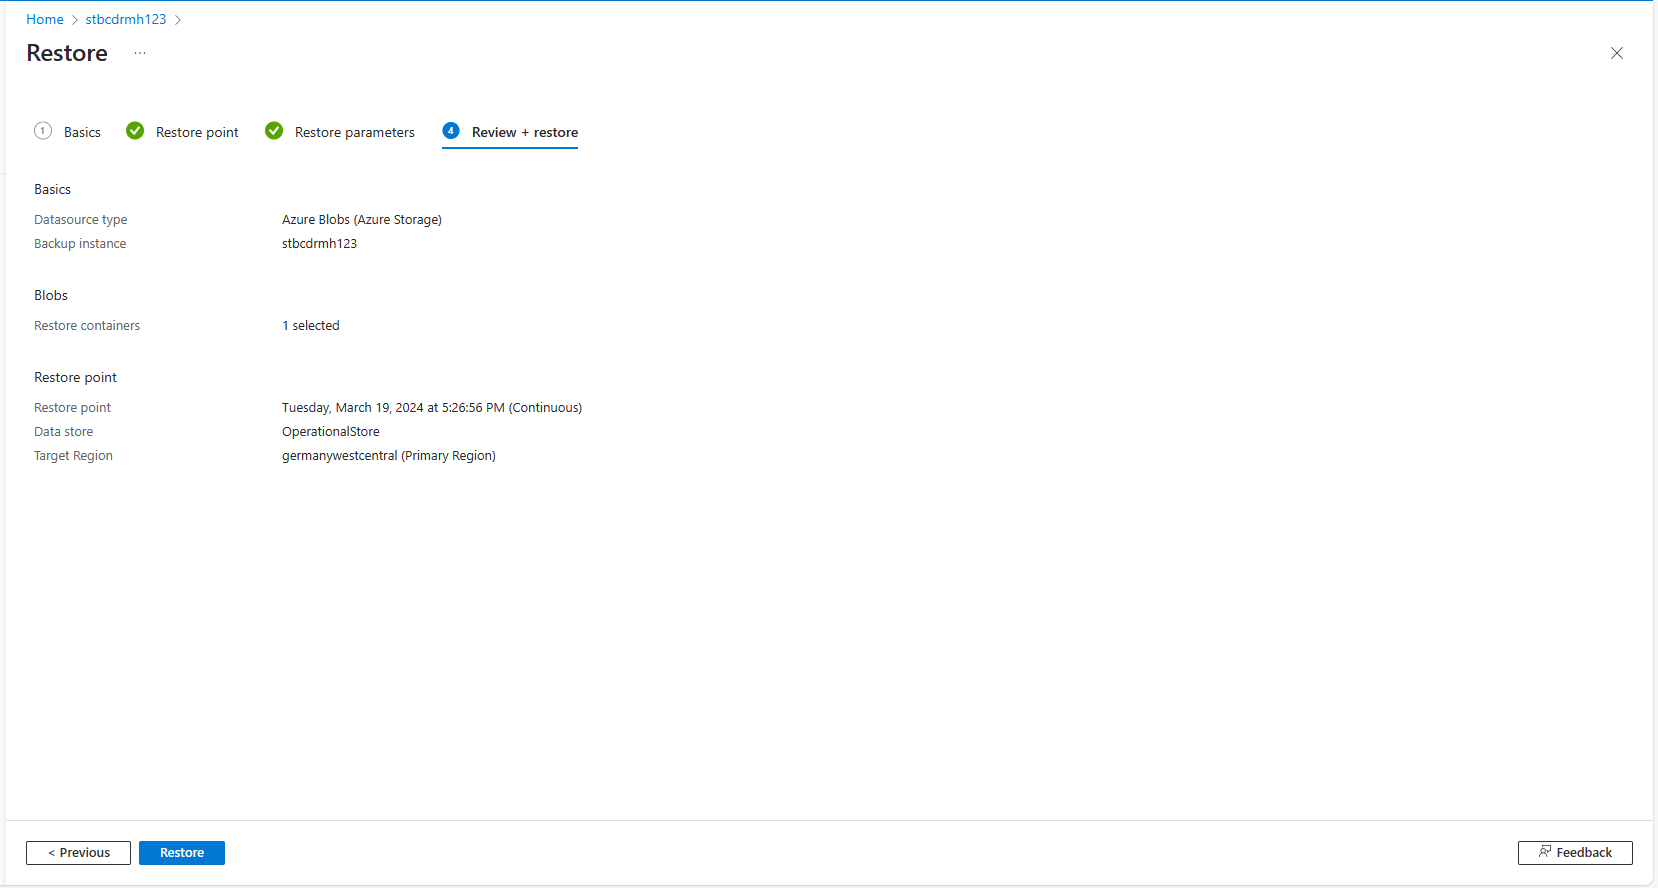 Home > stbcdrmh123 >
Restore ...
1 Basics Restore point Restore parameters 4 Review + restore
Basics
Datasource type Azure Blobs (Azure Storage)
Backup instance stbcdrmh123
Blobs
Restore containers 1 selected
Restore point
Restore point Tuesday, March 19, 2024 at 5:26:56 PM (Continuous)
Data store OperationalStore
Target Region germanywestcentral (Primary Region)
< Previous Restore Feedback